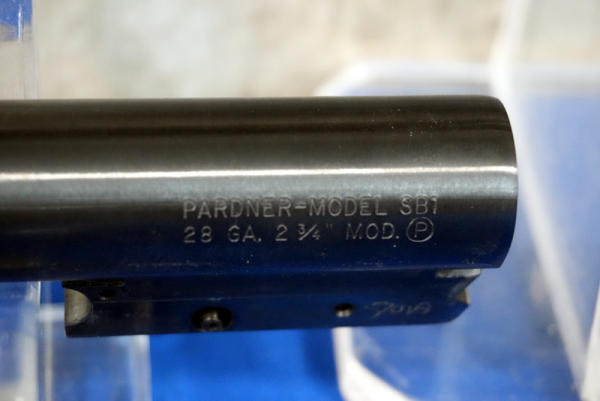 PARDNER-MODEL SB1
28 GA. 2 3/4" MOD. Ⓟ